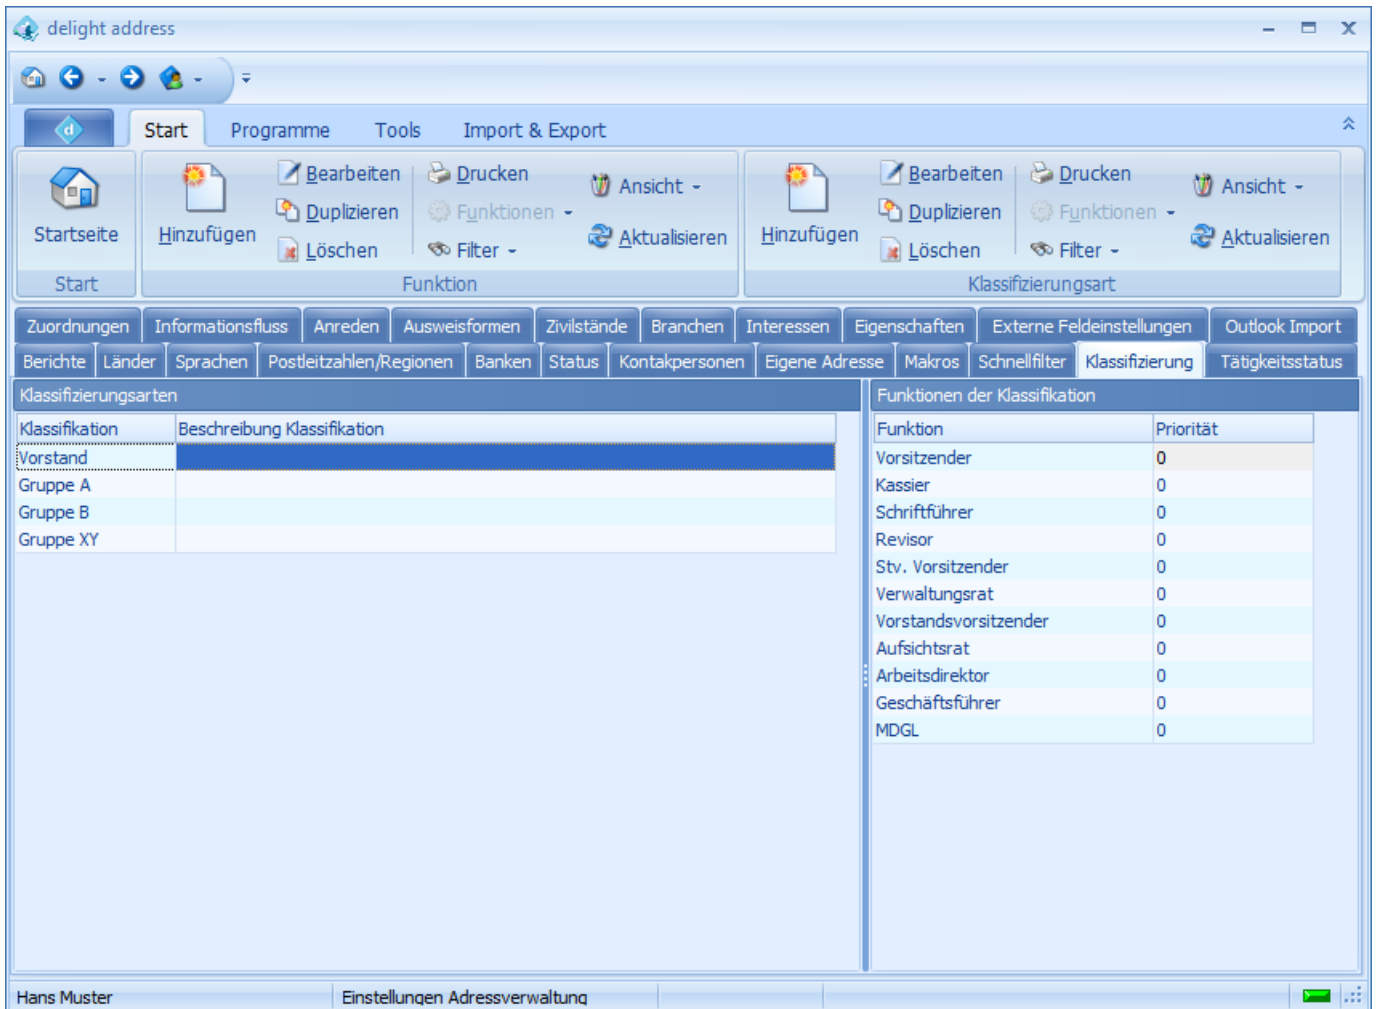 delight address
Start Programme Tools Import & Export
Startseite
Hinzufügen
Bearbeiten
Duplizieren
Löschen
Drucken
Funktionen
Filter
Ansicht
Aktualisieren
Hinzufügen
Bearbeiten
Duplizieren
Löschen
Drucken
Funktionen
Filter
Ansicht
Aktualisieren
Start Funktion Klassifizierungsart
Zuordnungen Informationsfluss Anreden Ausweisformen Zivilstände Branchen Interessen Eigenschaften Externe Feldeinstellungen Outlook Import
Berichte Länder Sprachen Postleitzahlen/Regionen Banken Status Kontakpersonen Eigene Adresse Makros Schnellfilter Klassifizierung Tätigkeitsstatus
Klassifizierungsarten
Klassifikation Beschreibung Klassifikation
Vorstand
Gruppe A
Gruppe B
Gruppe XY
Funktionen der Klassifikation
Funktion Priorität
Vorsitzender 0
Kassier 0
Schriftführer 0
Revisor 0
Stv. Vorsitzender 0
Verwaltungsrat 0
Vorstandsvorsitzender 0
Aufsichtsrat 0
Arbeitsdirektor 0
Geschäftsführer 0
MDGL 0
Hans Muster Einstellungen Adressverwaltung